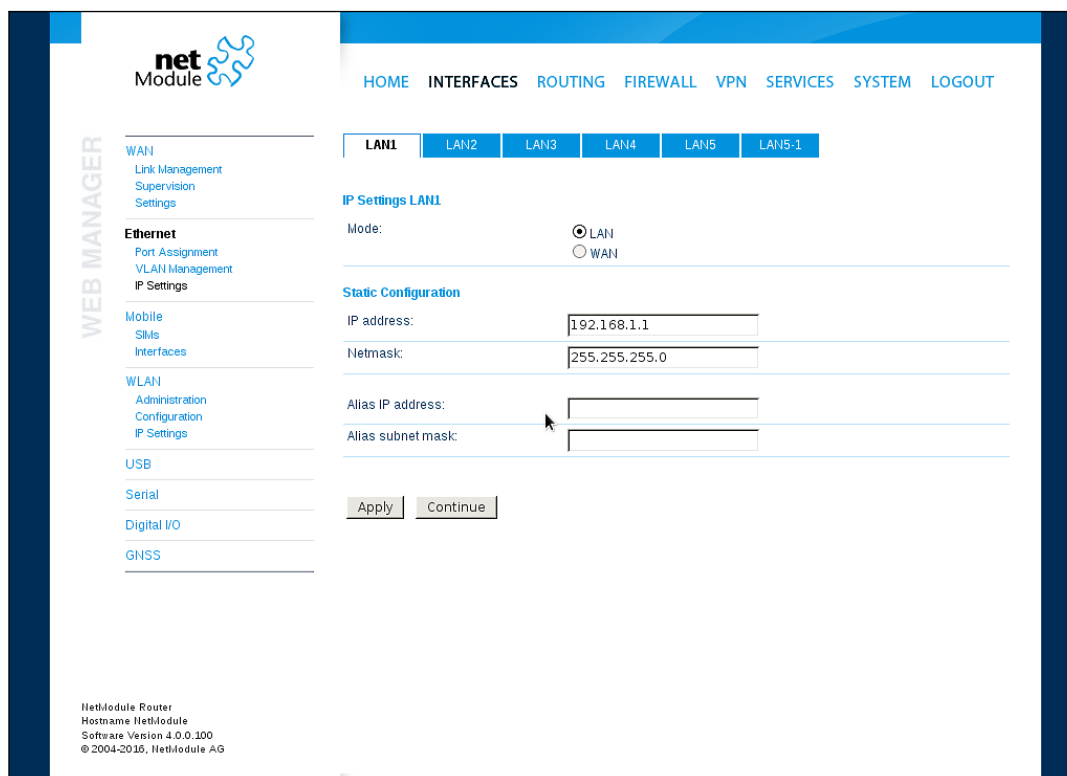 net
Module
HOME INTERFACES ROUTING FIREWALL VPN SERVICES SYSTEM LOGOUT
WEB MANAGER
WAN
Link Management
Supervision
Settings
Ethernet
Port Assignment
VLAN Management
IP Settings
Mobile
SIMs
Interfaces
WLAN
Administration
Configuration
IP Settings
USB
Serial
Digital I/O
GNSS
LAN1 LAN2 LAN3 LAN4 LAN5 LAN5-1
IP Settings LAN1
Mode:
LAN
WAN
Static Configuration
IP address: 192.168.1.1
Netmask: 255.255.255.0
Alias IP address:
Alias subnet mask:
Apply Continue
NetModule Router
Hostname NetModule
Software Version 4.0.0.100
© 2004-2016, NetModule AG